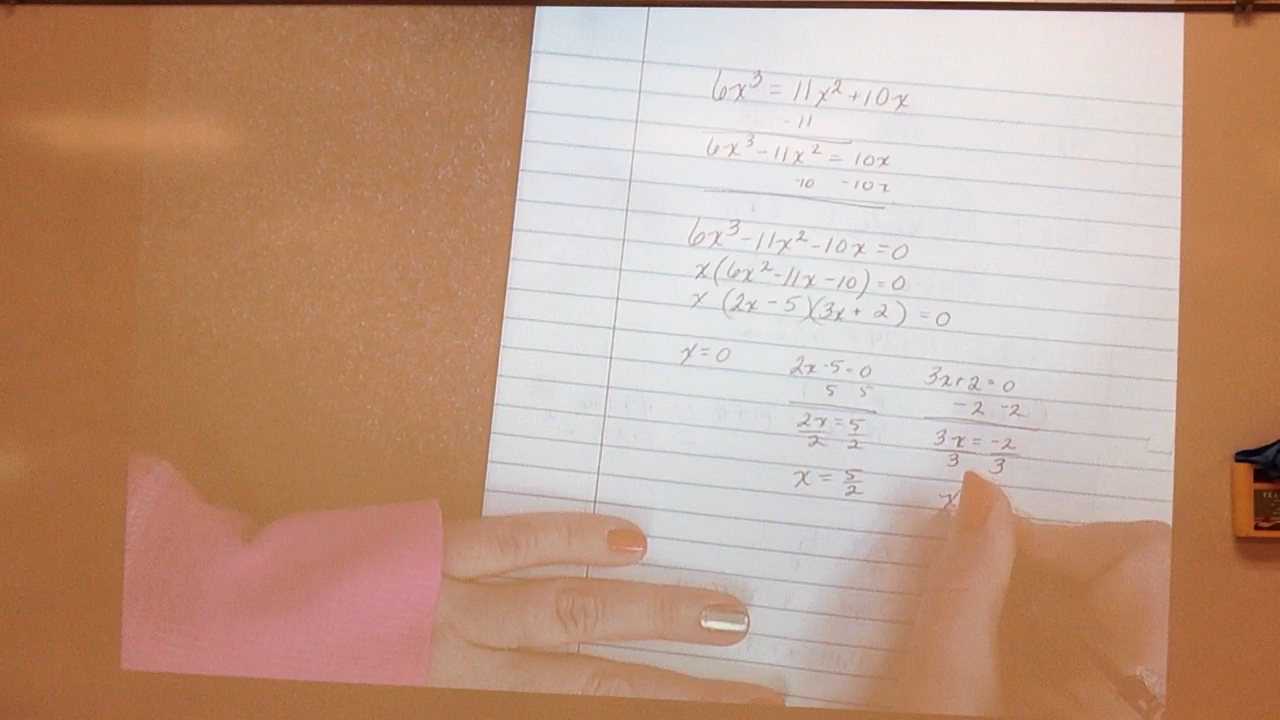 6x³ = 11x² + 10x
-11
6x³ - 11x² = 10x
-10 -10x
6x³ - 11x² - 10x = 0
x(6x² - 11x - 10) = 0
x (2x - 5)(3x + 2) = 0
x = 0 2x - 5 = 0 3x + 2 = 0
5 5 -2 -2
2x/2 = 5/2 3x/3 = -2/3
x = 5/2 x